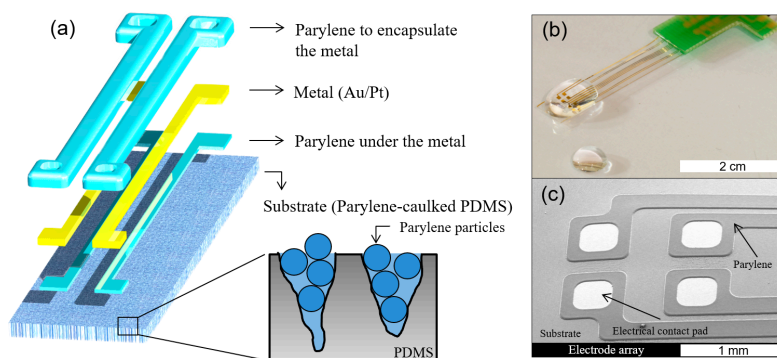 (a)
Parylene to encapsulate
the metal
Metal (Au/Pt)
Parylene under the metal
Substrate (Parylene-caulked PDMS)
Parylene particles
PDMS
(b)
2 cm
(c)
Parylene
Electrical contact pad
Substrate
Electrode array
1 mm